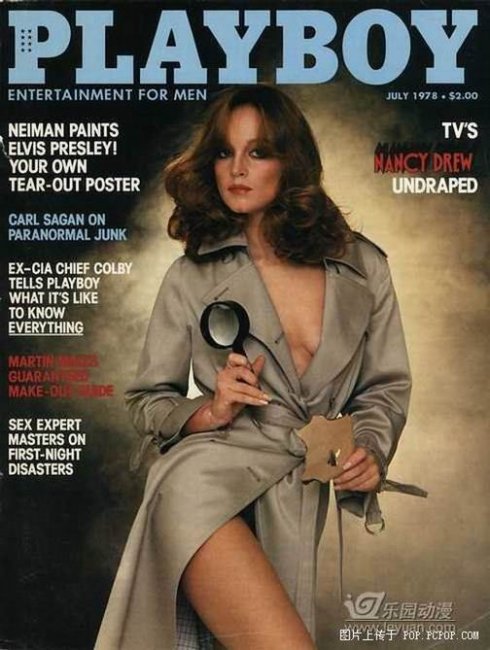 PLAYBOY
ENTERTAINMENT FOR MEN
JULY 1978 • $2.00
NEIMAN PAINTS
ELVIS PRESLEY!
YOUR OWN
TEAR-OUT POSTER
TV'S
NANCY DREW
UNDRAPED
CARL SAGAN ON
PARANORMAL JUNK
EX-CIA CHIEF COLBY
TELLS PLAYBOY
WHAT IT'S LIKE
TO KNOW
EVERYTHING
MARTIN
GUARANTEED
MAKE-OUT GUIDE
SEX EXPERT
MASTERS ON
FIRST-NIGHT
DISASTERS
乐园动漫
www.leyuan.com
图片上传于 POP.PCPOP.COM